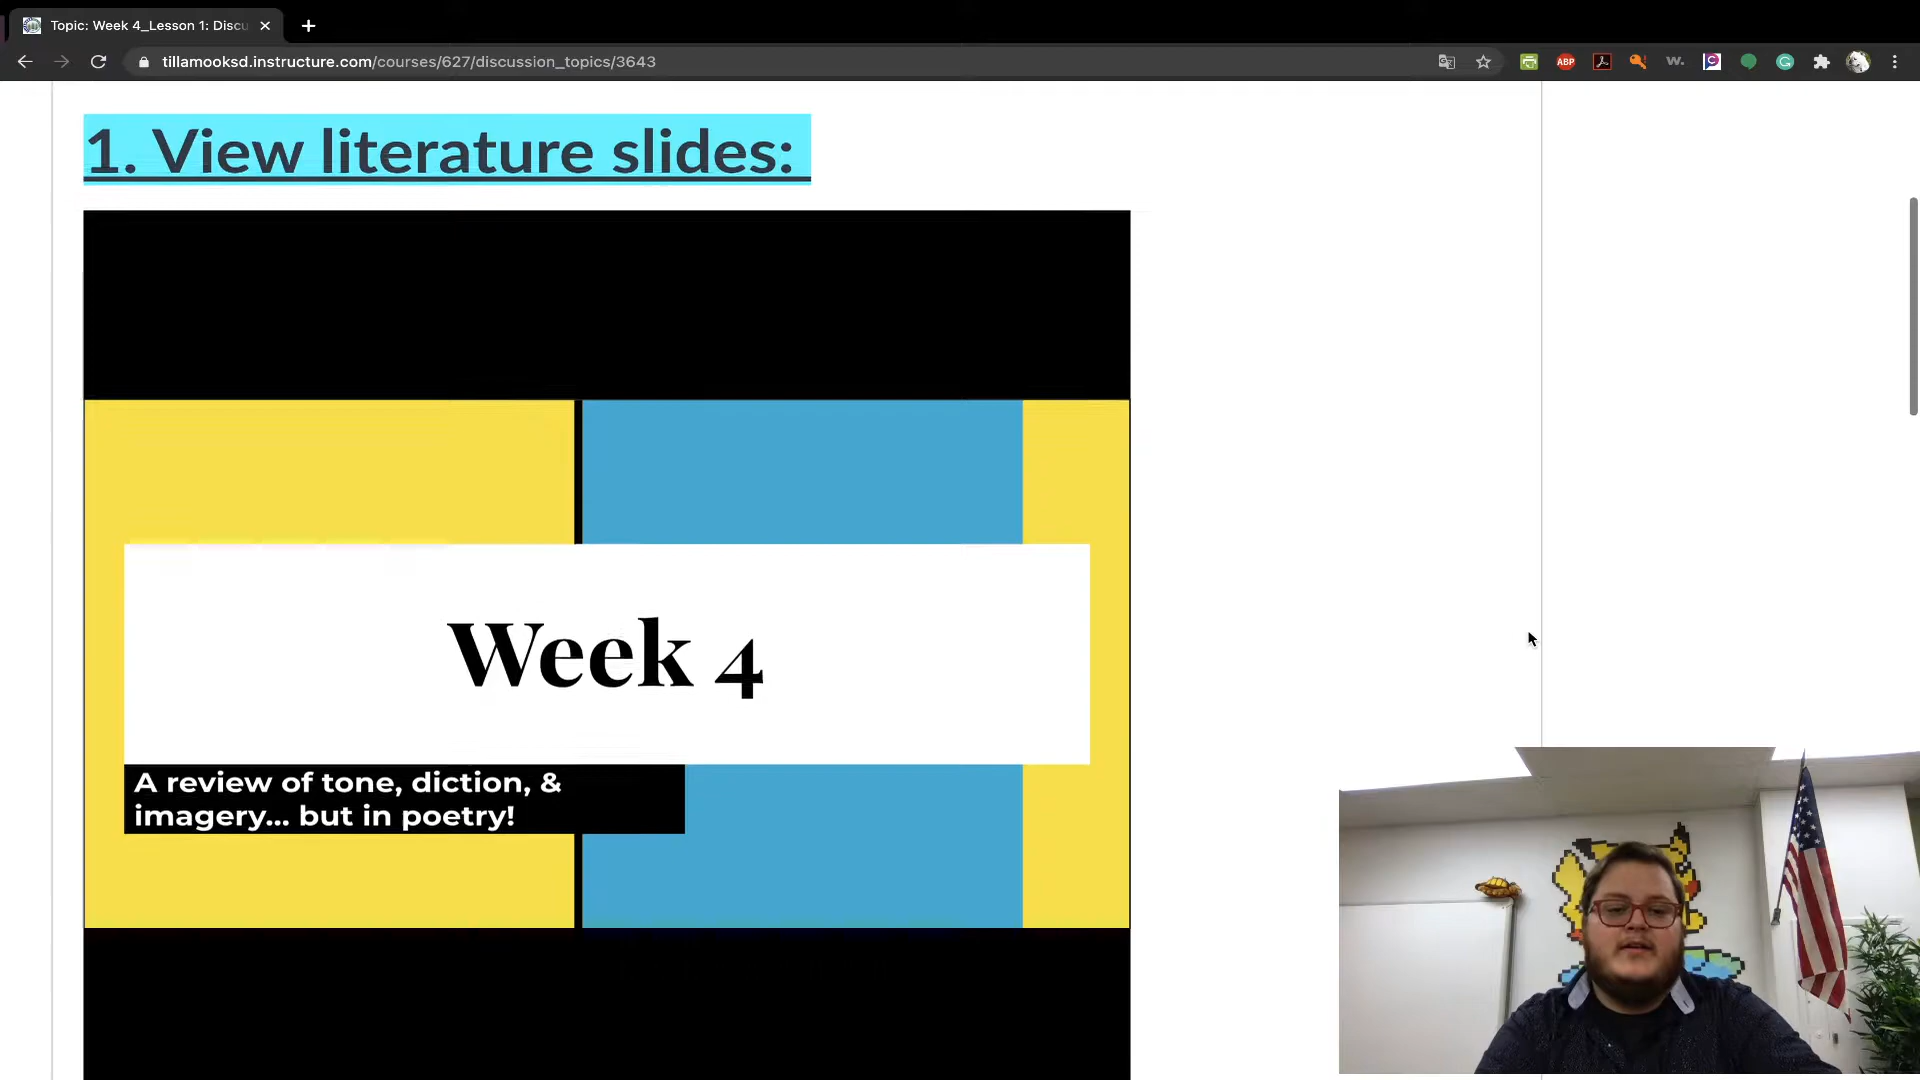 Topic: Week 4_Lesson 1: Discu
tillamooksd.instructure.com/courses/627/discussion_topics/3643
ABP
w.
1. View literature slides:
Week 4
A review of tone, diction, &
imagery... but in poetry!